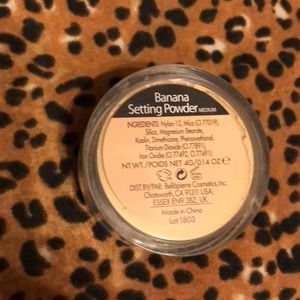 Banana
Setting Powder MEDIUM
INGREDIENTS: Nylon-12, Mica (CI 77019),
Silica, Magnesium Stearate,
Kaolin, Dimethicone, Phenoxyethanol,
Titanium Dioxide (CI 77891),
Iron Oxides (CI 77492, CI 77491)
NT.WT./POIDS NET 4G/0.14 OZ ℮
DIST.BY/PAR: Bellápierre Cosmetics, Inc.
Chatsworth, CA 91311 USA;
ESSEX EN9 3BZ, UK
Made in China
Lot:1803